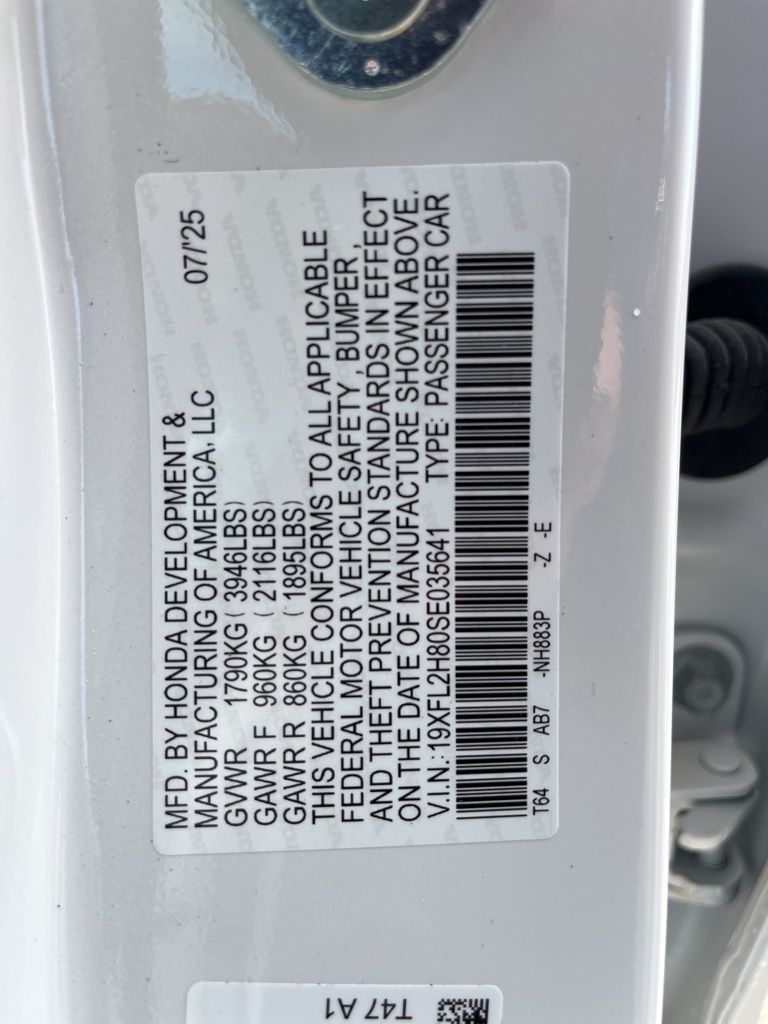 MFD. BY HONDA DEVELOPMENT &
MANUFACTURING OF AMERICA, LLC 07/'25
GVWR 1790KG ( 3946LBS)
GAWR F 960KG ( 2116LBS)
GAWR R 860KG ( 1895LBS)
THIS VEHICLE CONFORMS TO ALL APPLICABLE
FEDERAL MOTOR VEHICLE SAFETY , BUMPER ,
AND THEFT PREVENTION STANDARDS IN EFFECT
ON THE DATE OF MANUFACTURE SHOWN ABOVE.
V.I.N.: 19XFL2H80SE035641 TYPE: PASSENGER CAR
T64 S AB7 -NH883P -Z -E
T47 A1